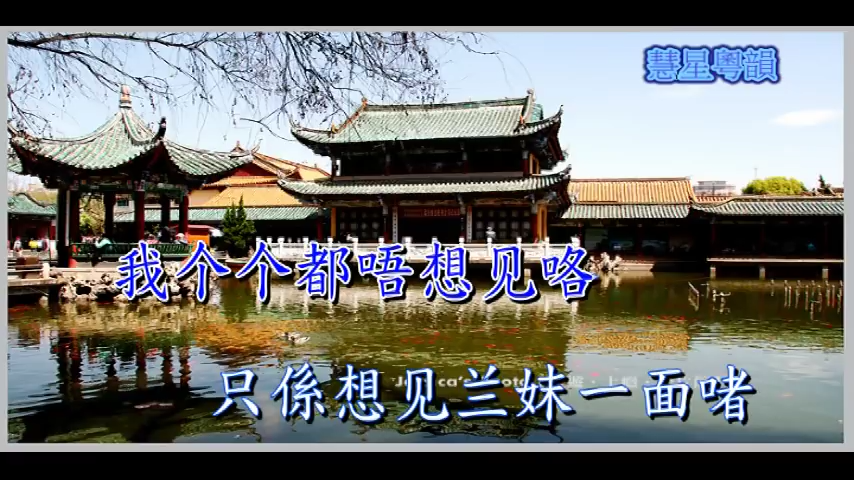 慧星粵韻
我个个都唔想见咯
只係想见兰妹一面啫